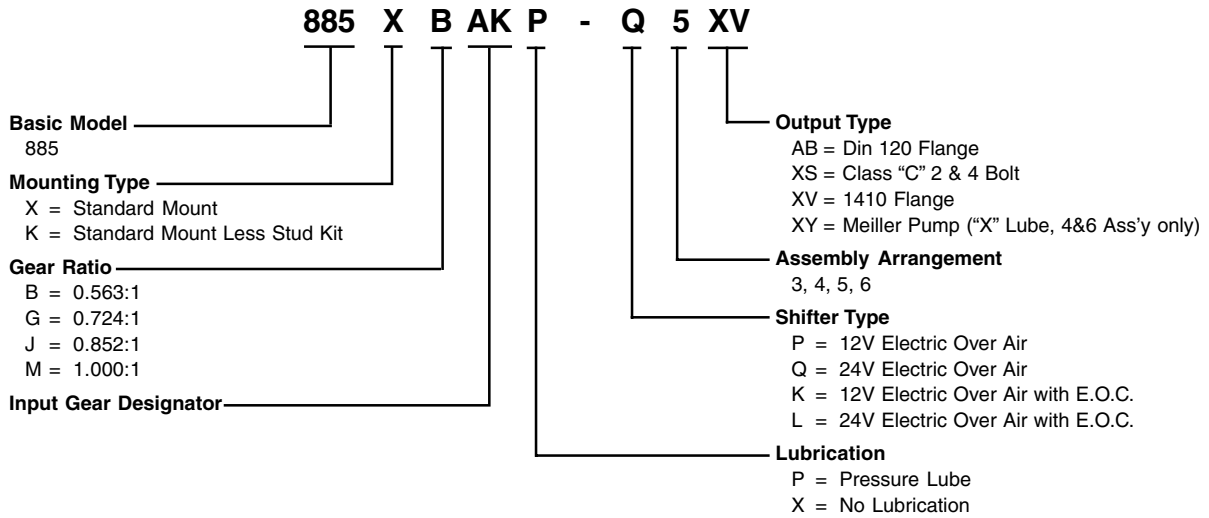 885 X B AK P - Q 5 XV
Basic Model
885
Mounting Type
X = Standard Mount
K = Standard Mount Less Stud Kit
Gear Ratio
B = 0.563:1
G = 0.724:1
J = 0.852:1
M = 1.000:1
Input Gear Designator
Output Type
AB = Din 120 Flange
XS = Class “C” 2 & 4 Bolt
XV = 1410 Flange
XY = Meiller Pump (“X” Lube, 4&6 Ass’y only)
Assembly Arrangement
3, 4, 5, 6
Shifter Type
P = 12V Electric Over Air
Q = 24V Electric Over Air
K = 12V Electric Over Air with E.O.C.
L = 24V Electric Over Air with E.O.C.
Lubrication
P = Pressure Lube
X = No Lubrication